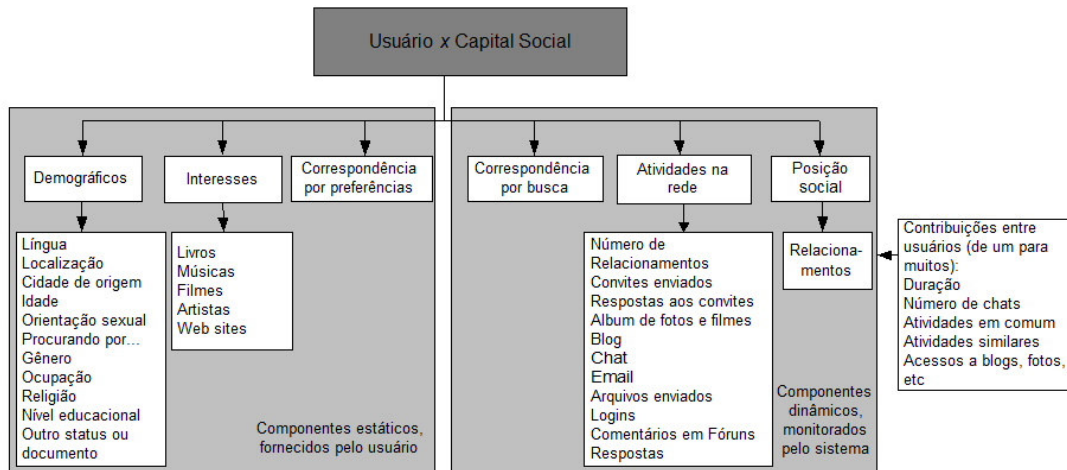 Usuário x Capital Social
Demográficos
Interesses
Correspondência
por preferências
Correspondência
por busca
Atividades na
rede
Posição
social
Língua
Localização
Cidade de origem
Idade
Orientação sexual
Procurando por...
Gênero
Ocupação
Religião
Nível educacional
Outro status ou
documento
Livros
Músicas
Filmes
Artistas
Web sites
Componentes estáticos,
fornecidos pelo usuário
Número de
Relacionamentos
Convites enviados
Respostas aos convites
Album de fotos e filmes
Blog
Chat
Email
Arquivos enviados
Logins
Comentários em Fóruns
Respostas
Relaciona-
mentos
Componentes
dinâmicos,
monitorados
pelo sistema
Contribuições entre
usuários (de um para
muitos):
Duração
Número de chats
Atividades em comum
Atividades similares
Acessos a blogs, fotos,
etc